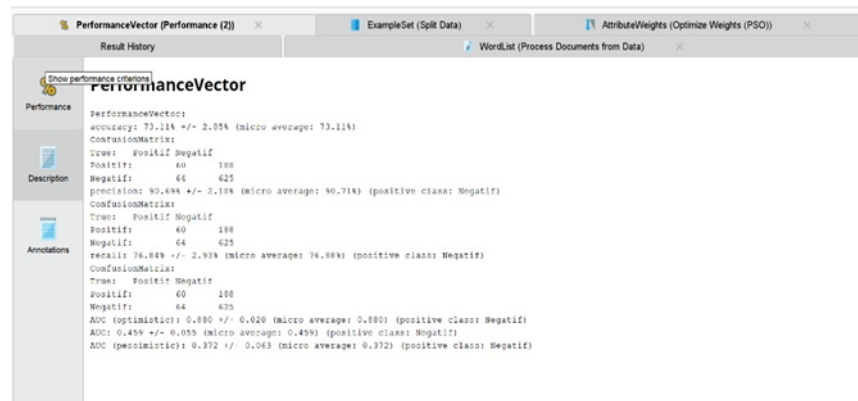 PerformanceVector (Performance (2))
ExampleSet (Split Data)
AttributeWeights (Optimize Weights (PSO))
Result History
WordList (Process Documents from Data)
Show performance criterions
PerformanceVector
Performance
PerformanceVector:
accuracy: 73.11% +/- 2.05% (micro average: 73.11%)
ConfusionMatrix:
True: Positif Negatif
Positif: 60 188
Negatif: 64 625
Description
precision: 90.69% +/- 2.18% (micro average: 90.71%) (positive class: Negatif)
ConfusionMatrix:
True: Positif Negatif
Positif: 60 188
Negatif: 64 625
Annotations
recall: 76.84% +/- 2.93% (micro average: 76.88%) (positive class: Negatif)
ConfusionMatrix:
True: Positif Negatif
Positif: 60 188
Negatif: 64 625
AUC (optimistic): 0.880 +/- 0.020 (micro average: 0.880) (positive class: Negatif)
AUC: 0.459 +/- 0.055 (micro average: 0.459) (positive class: Negatif)
AUC (pessimistic): 0.372 +/- 0.063 (micro average: 0.372) (positive class: Negatif)